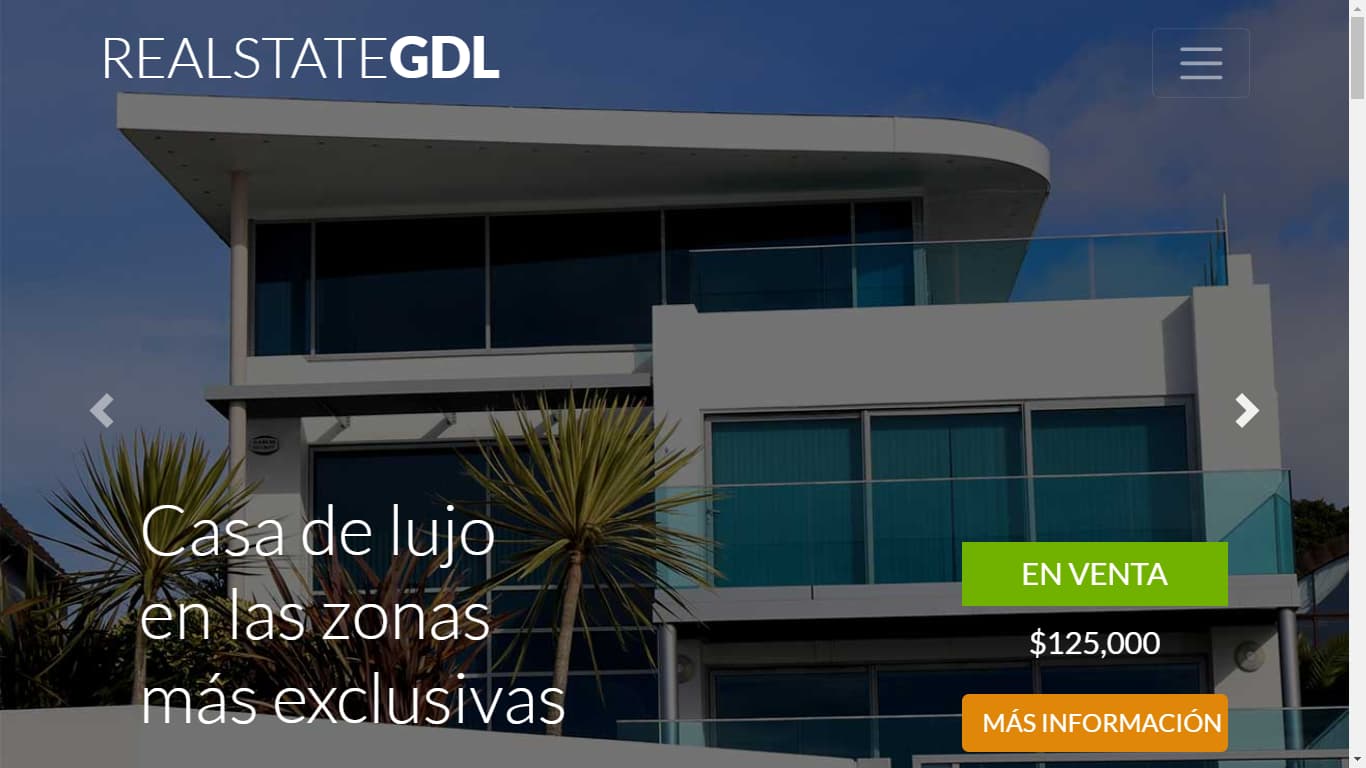 REALSTATEGDL
Casa de lujo
en las zonas
más exclusivas
EN VENTA
$125,000
MÁS INFORMACIÓN